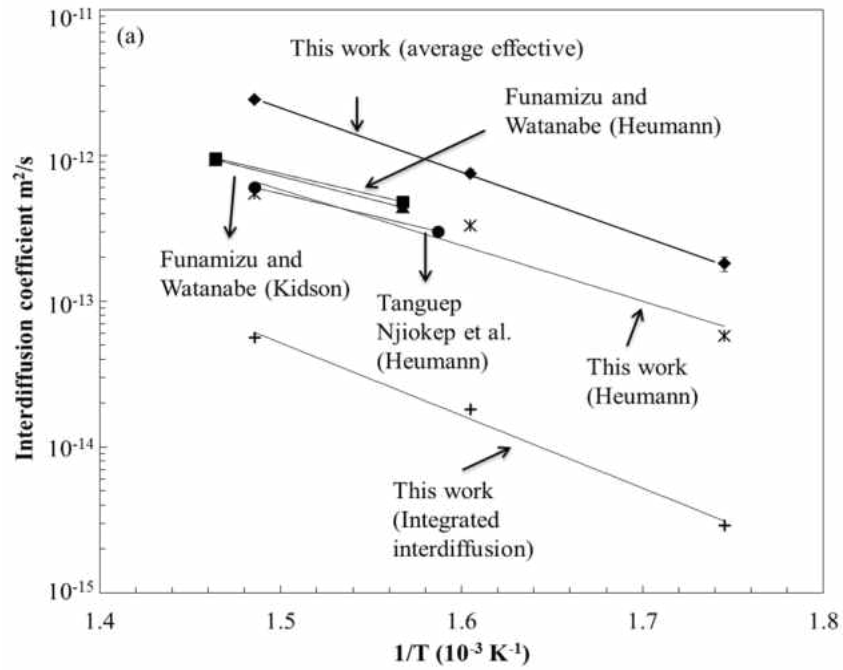 (a)
This work (average effective)
Funamizu and
Watanabe (Heumann)
Funamizu and
Watanabe (Kidson)
Tanguep
Njiokep et al.
(Heumann)
This work
(Heumann)
This work
(Integrated
interdiffusion)
Interdiffusion coefficient m²/s
10⁻¹¹
10⁻¹²
10⁻¹³
10⁻¹⁴
10⁻¹⁵
1.4 1.5 1.6 1.7 1.8
1/T (10⁻³ K⁻¹)